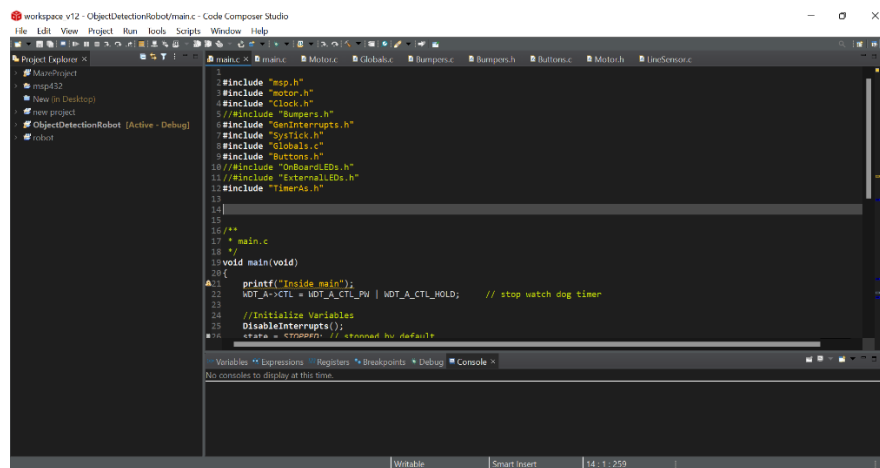 workspace v12 - ObjectDetectionRobot/main.c - Code Composer Studio
File Edit View Project Run Tools Scripts Window Help
Project Explorer
MazeProject
msp432
New (in Desktop)
new project
ObjectDetectionRobot [Active - Debug]
robot
main.c main.c Motor.c Globals.c Bumpers.c Bumpers.h Buttons.c Motor.h LineSensor.c
1
2 #include "msp.h"
3 #include "motor.h"
4 #include "Clock.h"
5 //#include "Bumpers.h"
6 #include "GenInterrupts.h"
7 #include "SysTick.h"
8 #include "Globals.c"
9 #include "Buttons.h"
10 //#include "OnBoardLEDs.h"
11 //#include "ExternalLEDs.h"
12 #include "TimerAs.h"
13
14
15
16 /**
17 * main.c
18 */
19 void main(void)
20 {
21 printf("Inside main");
22 WDT_A->CTL = WDT_A_CTL_PW | WDT_A_CTL_HOLD; // stop watch dog timer
23
24 //Initialize Variables
25 DisableInterrupts();
26 state = STOPPED; // stopped by default
Variables Expressions Registers Breakpoints Debug Console
No consoles to display at this time.
Writable Smart Insert 14 : 1 : 259